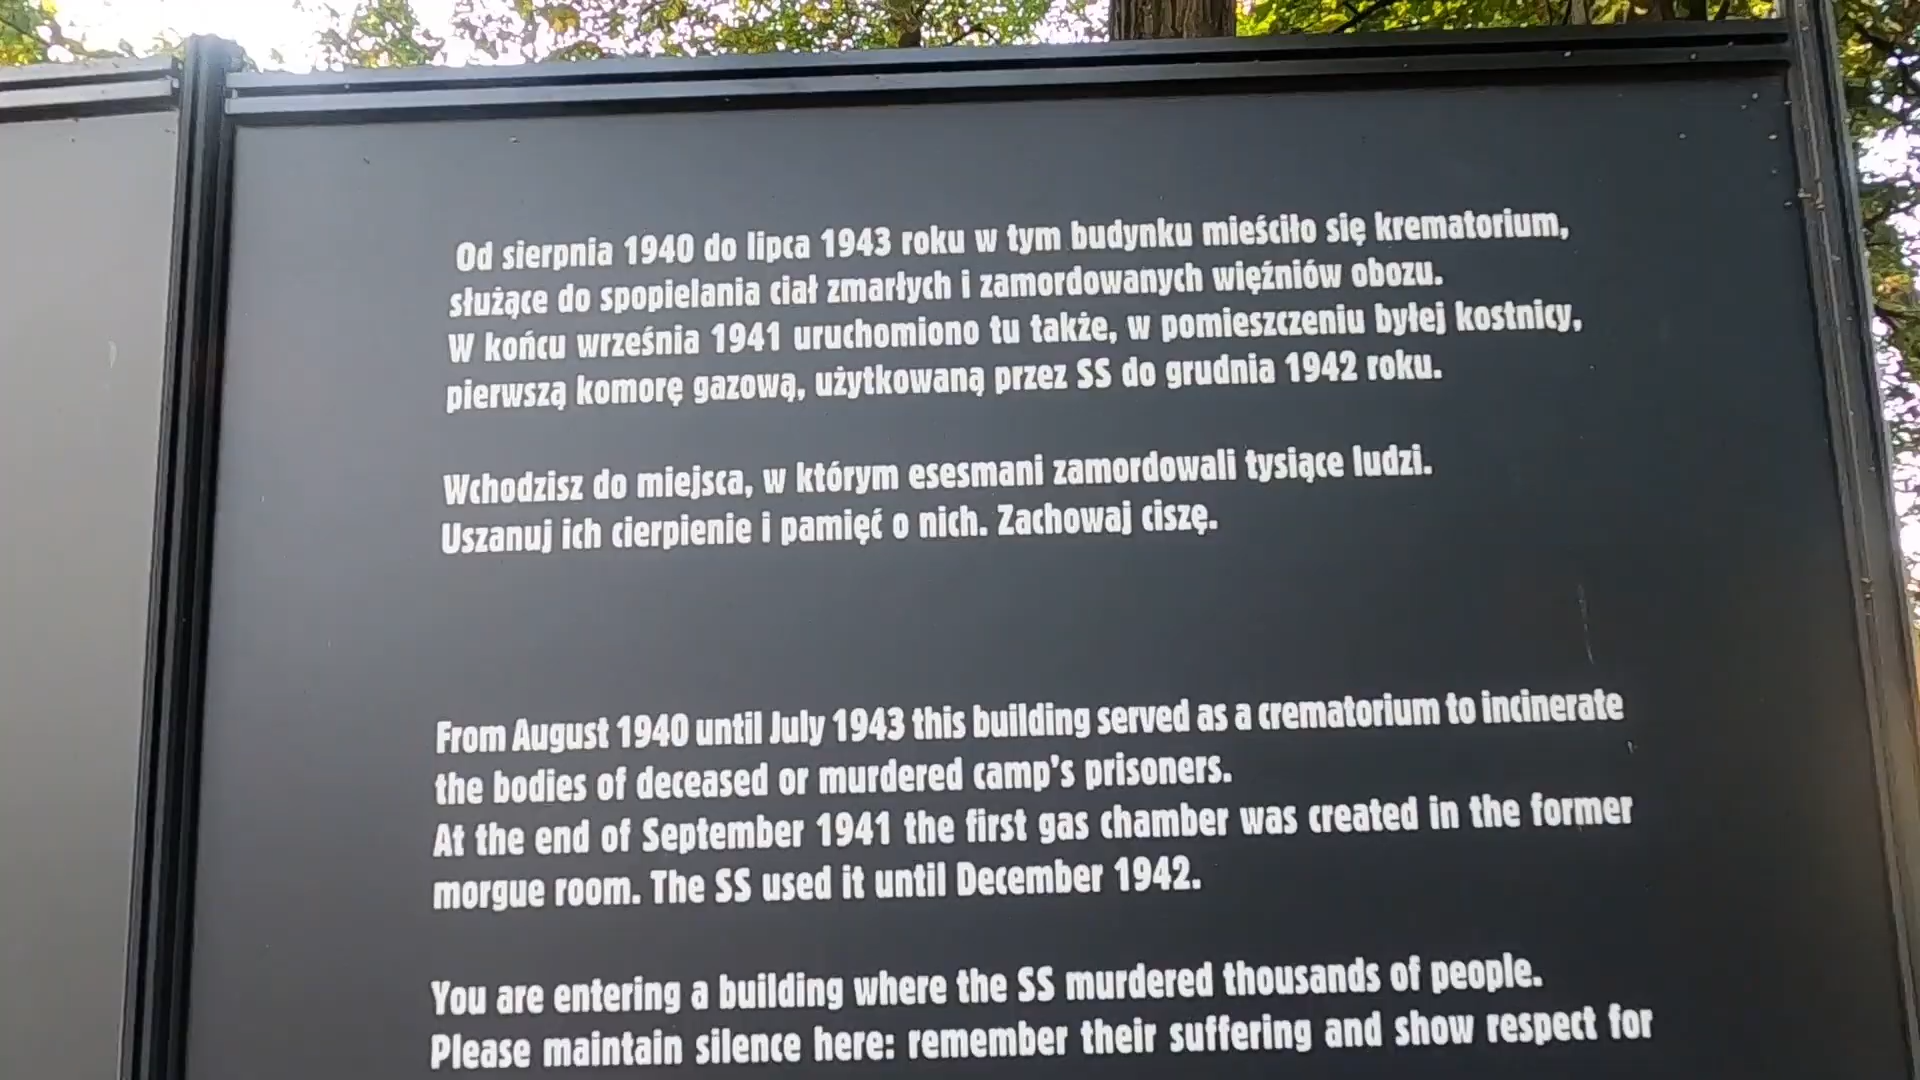 Od sierpnia 1940 do lipca 1943 roku w tym budynku mieściło się krematorium,
służące do spopielania ciał zmarłych i zamordowanych więźniów obozu.
W końcu września 1941 uruchomiono tu także, w pomieszczeniu byłej kostnicy,
pierwszą komorę gazową, użytkowaną przez SS do grudnia 1942 roku.
Wchodzisz do miejsca, w którym esesmani zamordowali tysiące ludzi.
Uszanuj ich cierpienie i pamięć o nich. Zachowaj ciszę.
From August 1940 until July 1943 this building served as a crematorium to incinerate
the bodies of deceased or murdered camp's prisoners.
At the end of September 1941 the first gas chamber was created in the former
morgue room. The SS used it until December 1942.
You are entering a building where the SS murdered thousands of people.
Please maintain silence here: remember their suffering and show respect for